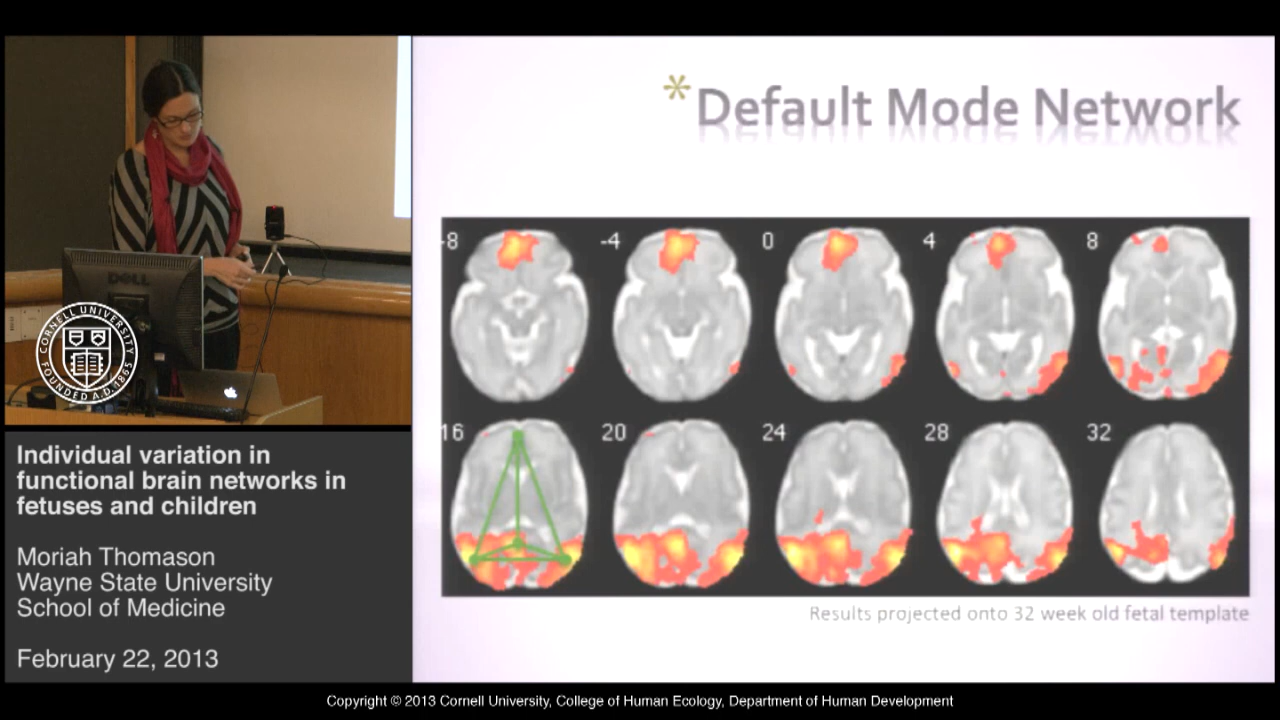 *Default Mode Network
-8 -4 0 4 8
16 20 24 28 32
Results projected onto 32 week old fetal template
DELL
CORNELL UNIVERSITY
FOUNDED A.D. 1865
Individual variation in
functional brain networks in
fetuses and children
Moriah Thomason
Wayne State University
School of Medicine
February 22, 2013
Copyright © 2013 Cornell University, College of Human Ecology, Department of Human Development